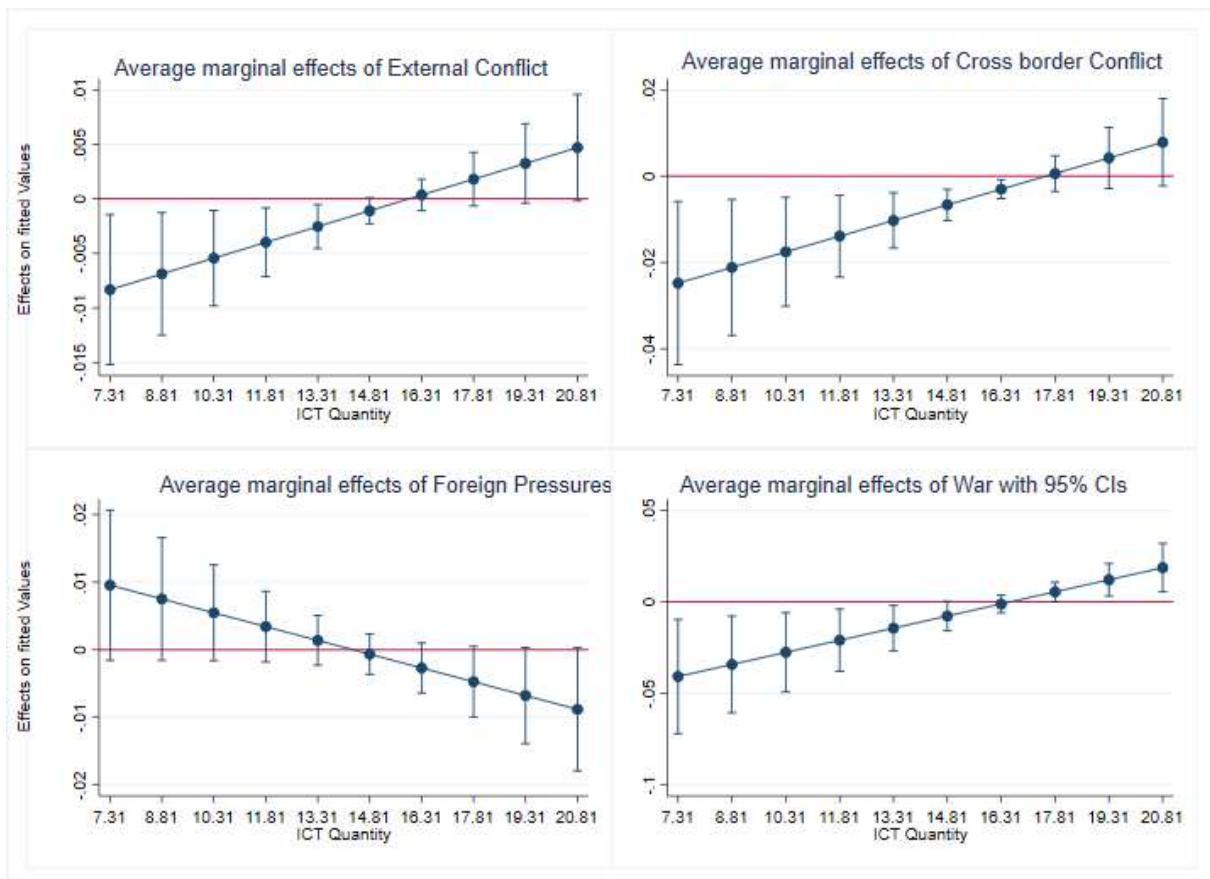 Average marginal effects of External Conflict
Effects on fitted Values
.01
.005
0
-.005
-.01
-.015
7.31 8.81 10.31 11.81 13.31 14.81 16.31 17.81 19.31 20.81
ICT Quantity
Average marginal effects of Cross border Conflict
.02
0
-.02
-.04
7.31 8.81 10.31 11.81 13.31 14.81 16.31 17.81 19.31 20.81
ICT Quantity
Average marginal effects of Foreign Pressures
Effects on fitted Values
.02
.01
0
-.01
-.02
7.31 8.81 10.31 11.81 13.31 14.81 16.31 17.81 19.31 20.81
ICT Quantity
Average marginal effects of War with 95% CIs
.05
0
-.05
-.1
7.31 8.81 10.31 11.81 13.31 14.81 16.31 17.81 19.31 20.81
ICT Quantity